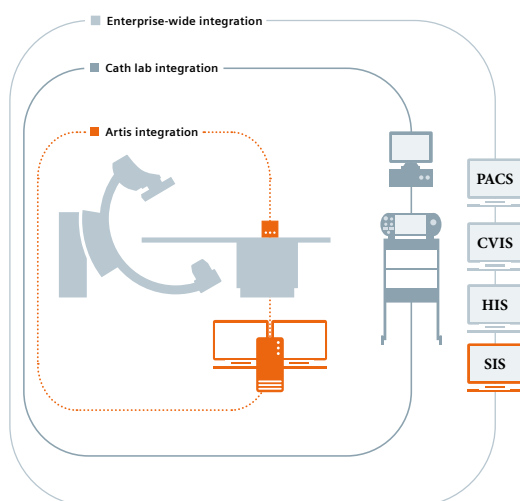 Enterprise-wide integration
Cath lab integration
Artis integration
PACS
CVIS
HIS
SIS